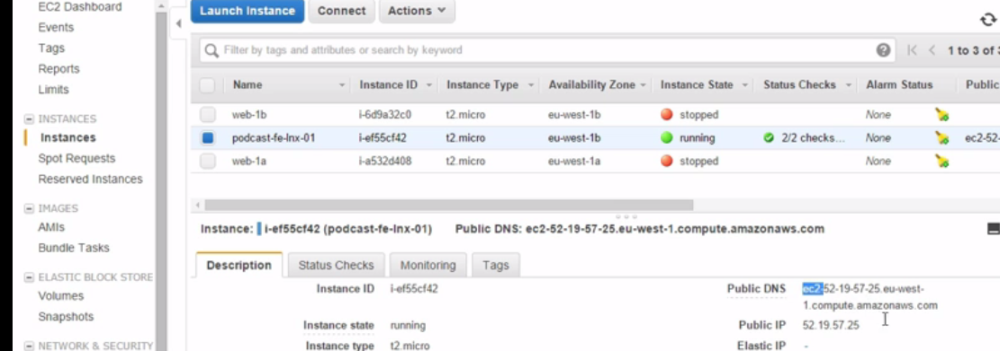 EC2 Dashboard
Events
Tags
Reports
Limits
INSTANCES
Instances
Spot Requests
Reserved Instances
IMAGES
AMIs
Bundle Tasks
ELASTIC BLOCK STORE
Volumes
Snapshots
NETWORK & SECURITY
Launch Instance Connect Actions
Filter by tags and attributes or search by keyword 1 to 3 of 3
Name Instance ID Instance Type Availability Zone Instance State Status Checks Alarm Status Public
web-1b i-6d9a32c0 t2.micro eu-west-1b stopped None
podcast-fe-lnx-01 i-ef55cf42 t2.micro eu-west-1b running 2/2 checks... None ec2-52-
web-1a i-a532d408 t2.micro eu-west-1a stopped None
Instance: i-ef55cf42 (podcast-fe-lnx-01) Public DNS: ec2-52-19-57-25.eu-west-1.compute.amazonaws.com
Description Status Checks Monitoring Tags
Instance ID i-ef55cf42
Instance state running
Instance type t2.micro
Public DNS ec2-52-19-57-25.eu-west-
1.compute.amazonaws.com
Public IP 52.19.57.25
Elastic IP -